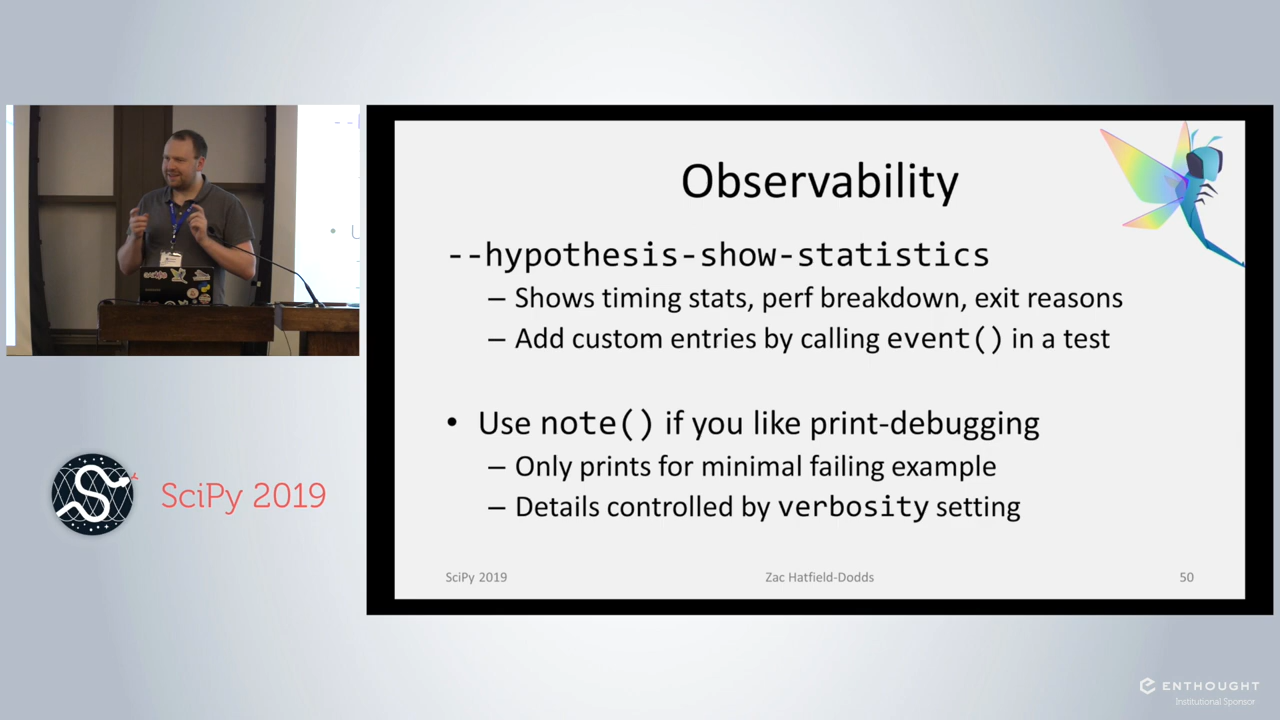 Observability
--hypothesis-show-statistics
– Shows timing stats, perf breakdown, exit reasons
– Add custom entries by calling event() in a test
• Use note() if you like print-debugging
– Only prints for minimal failing example
– Details controlled by verbosity setting
SciPy 2019
Zac Hatfield-Dodds
50
SciPy 2019
ENTHOUGHT
Institutional Sponsor